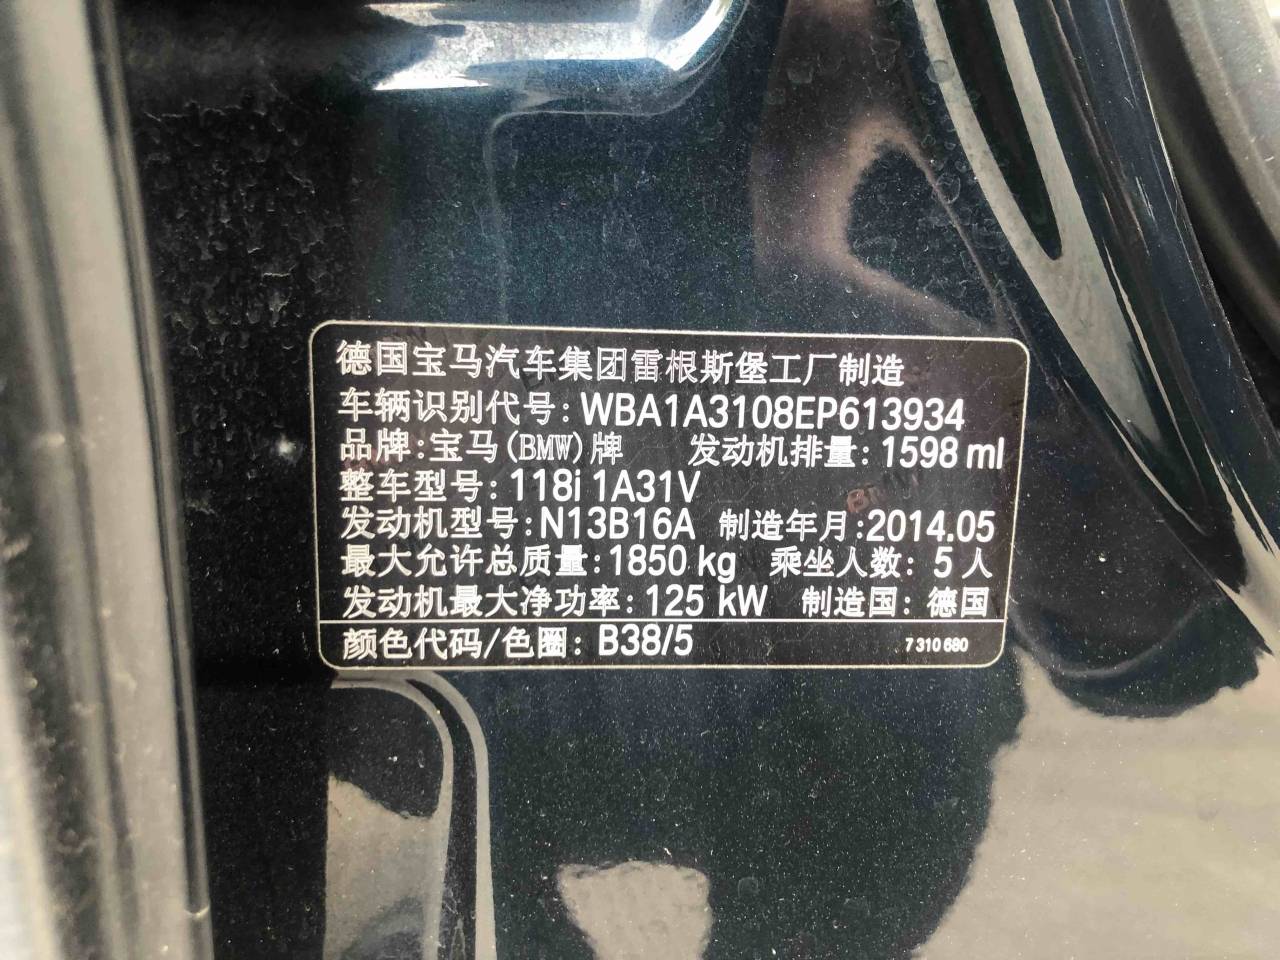 德国宝马汽车集团雷根斯堡工厂制造
车辆识别代号: WBA1A3108EP613934
品牌: 宝马(BMW)牌 发动机排量: 1598 ml
整车型号: 118i 1A31V
发动机型号: N13B16A 制造年月: 2014.05
最大允许总质量: 1850 kg 乘坐人数: 5 人
发动机最大净功率: 125 kW 制造国: 德国
颜色代码/色圈: B38/5 7 310 680